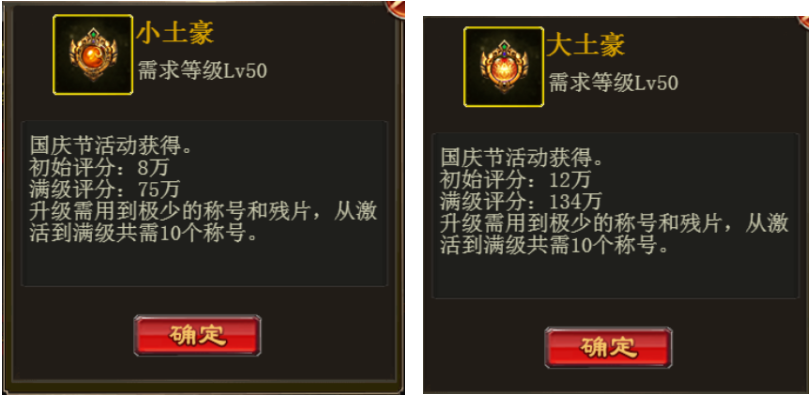 小土豪
需求等级Lv50
国庆节活动获得。
初始评分：8万
满级评分：75万
升级需用到极少的称号和残片，从激
活到满级共需10个称号。
确定
大土豪
需求等级Lv50
国庆节活动获得。
初始评分：12万
满级评分：134万
升级需用到极少的称号和残片，从激
活到满级共需10个称号。
确定